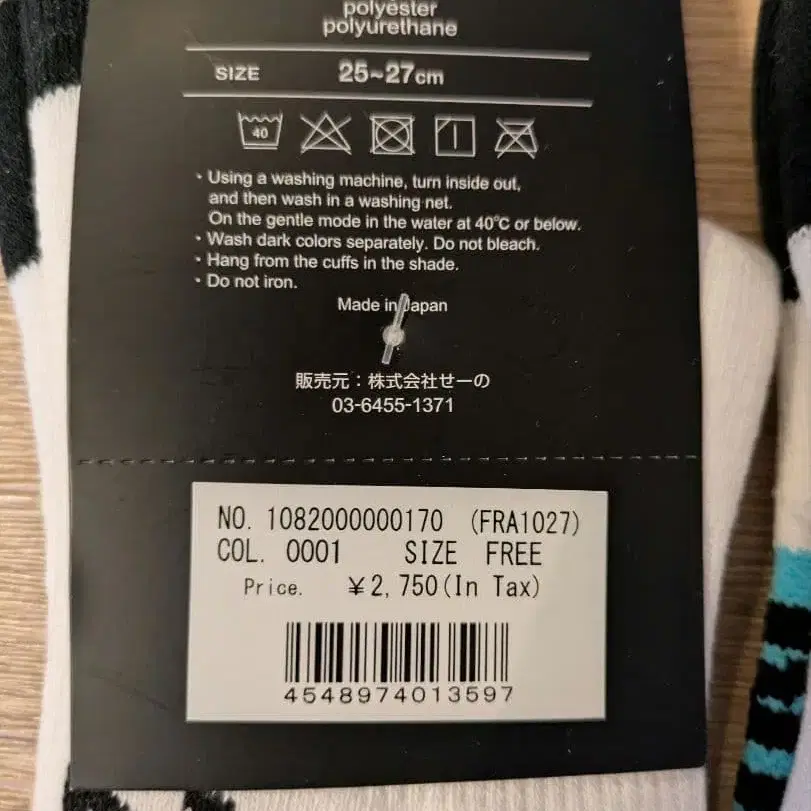 polyester
polyurethane
SIZE 25~27cm
40
・Using a washing machine, turn inside out,
and then wash in a washing net.
On the gentle mode in the water at 40℃ or below.
・Wash dark colors separately. Do not bleach.
・Hang from the cuffs in the shade.
・Do not iron.
Made in Japan
販売元：株式会社せーの
03-6455-1371
NO. 1082000000170 (FRA1027)
COL. 0001 SIZE FREE
Price. ￥2,750(In Tax)
4548974013597